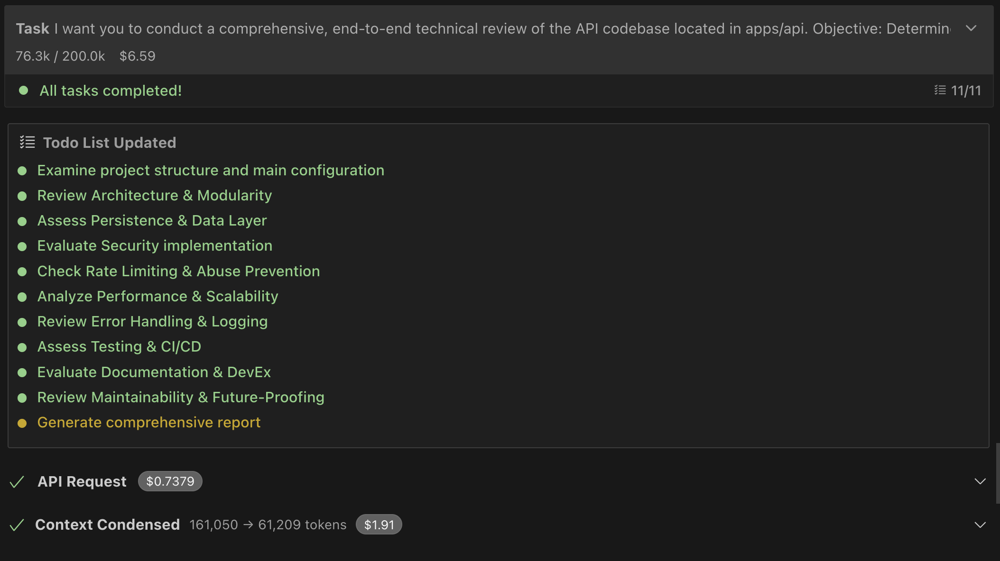 Task I want you to conduct a comprehensive, end-to-end technical review of the API codebase located in apps/api. Objective: Determin
76.3k / 200.0k $6.59
All tasks completed! 11/11
Todo List Updated
Examine project structure and main configuration
Review Architecture & Modularity
Assess Persistence & Data Layer
Evaluate Security implementation
Check Rate Limiting & Abuse Prevention
Analyze Performance & Scalability
Review Error Handling & Logging
Assess Testing & CI/CD
Evaluate Documentation & DevEx
Review Maintainability & Future-Proofing
Generate comprehensive report
API Request $0.7379
Context Condensed 161,050 → 61,209 tokens $1.91